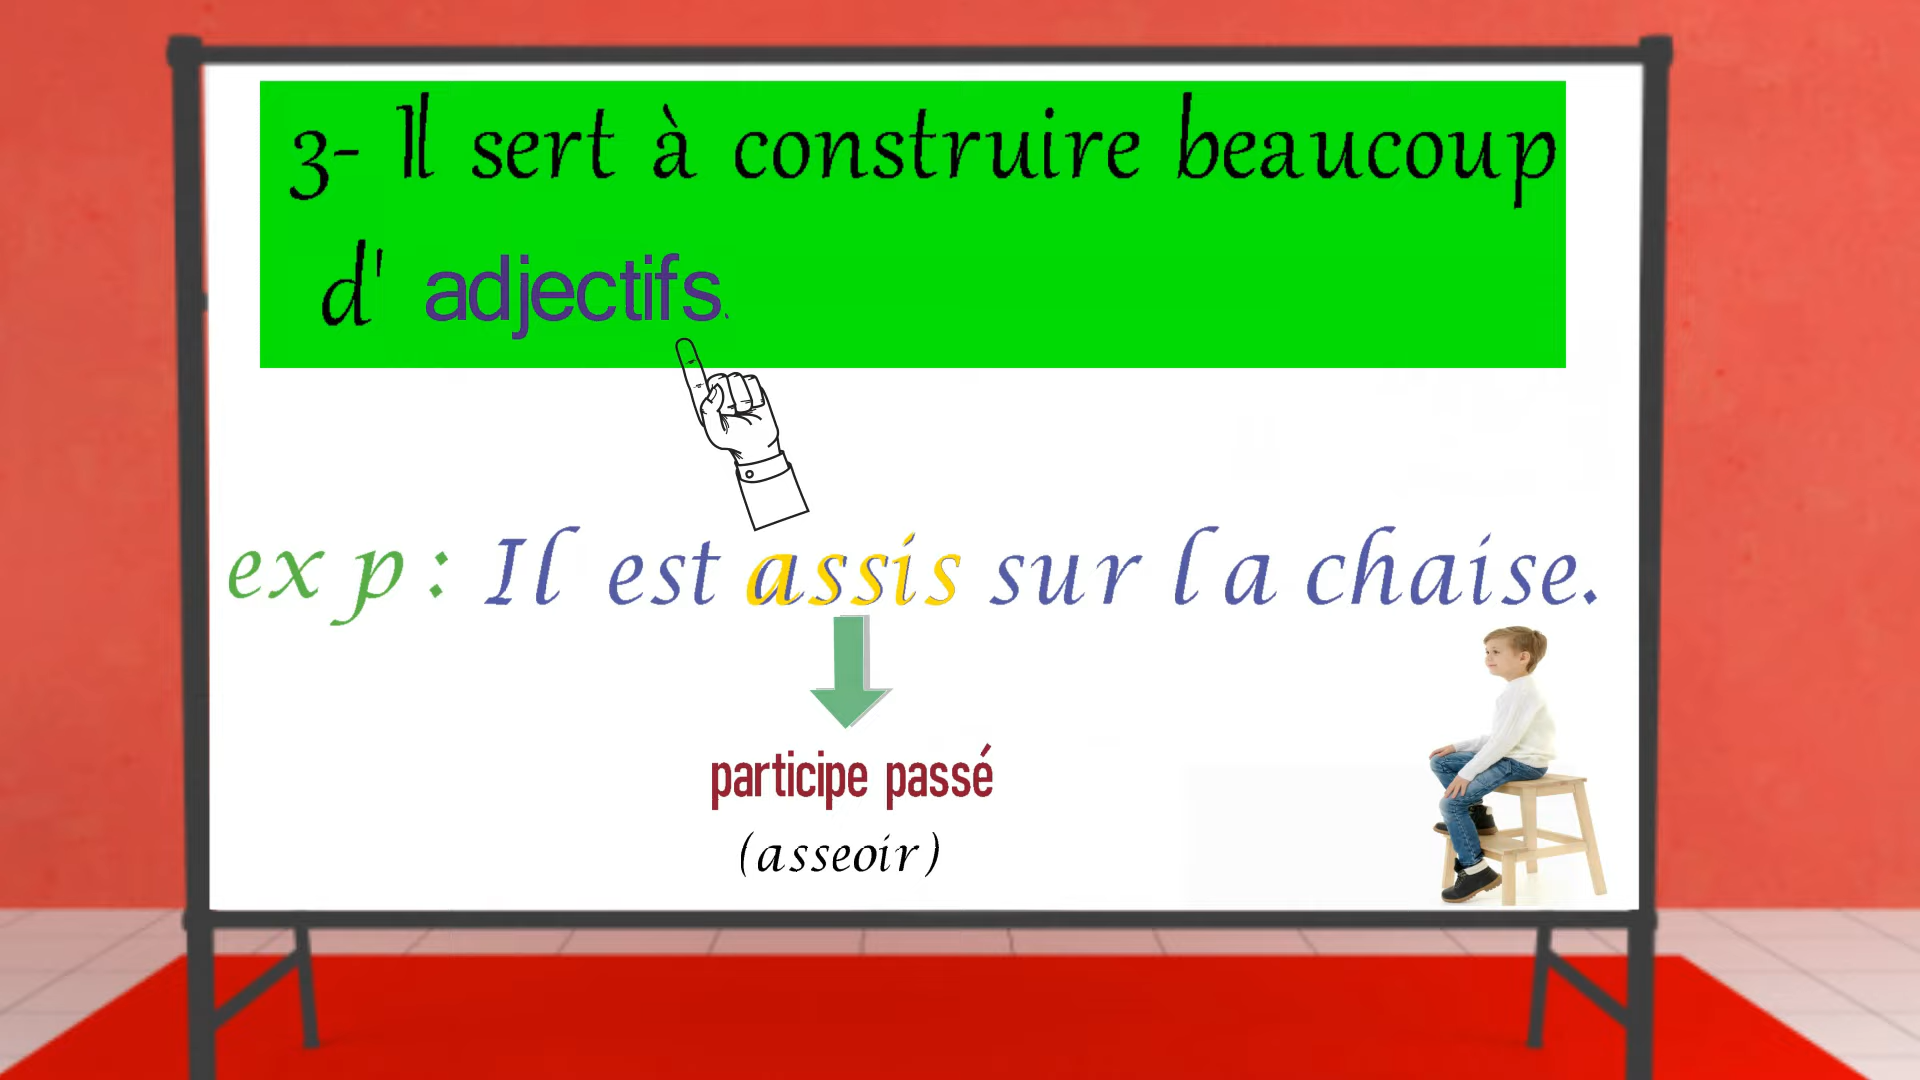 3- Il sert à construire beaucoup
d' adjectifs.
exp: Il est assis sur la chaise.
participe passé
(asseoir)